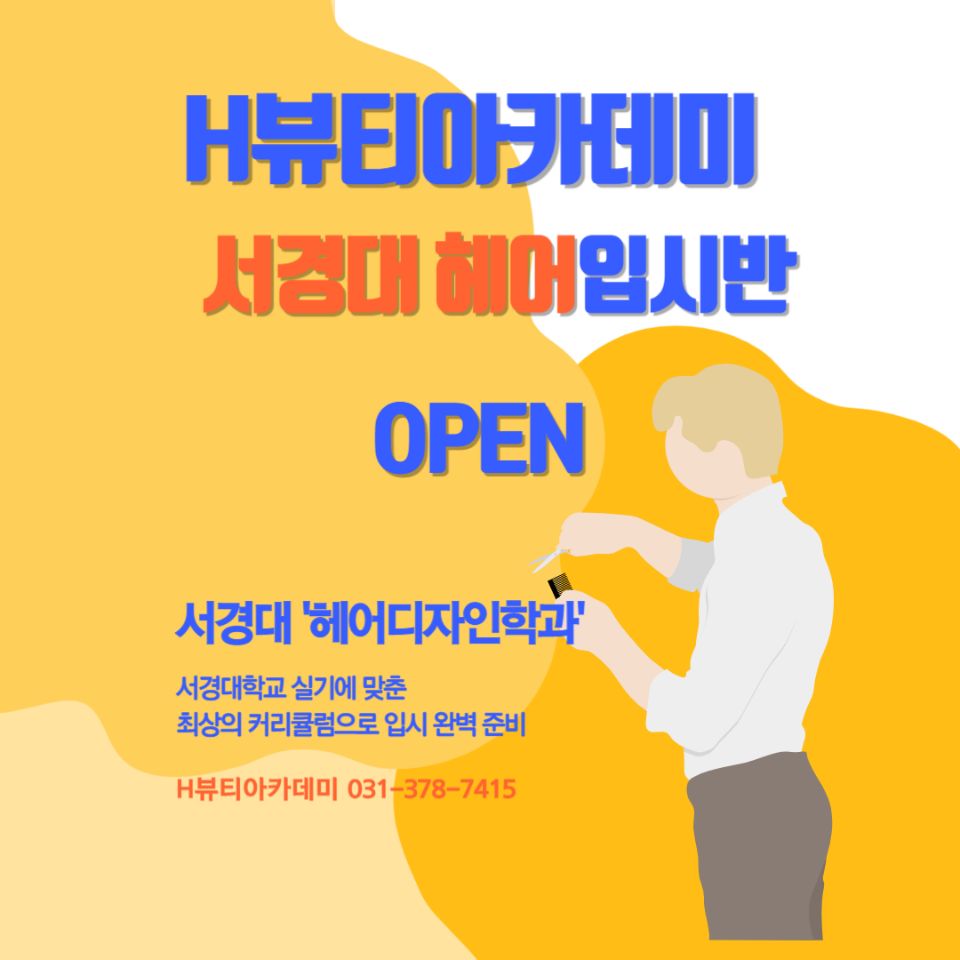 H뷰티아카데미
서경대 헤어입시반
OPEN
서경대 '헤어디자인학과'
서경대학교 실기에 맞춘
최상의 커리큘럼으로 입시 완벽 준비
H뷰티아카데미 031-378-7415